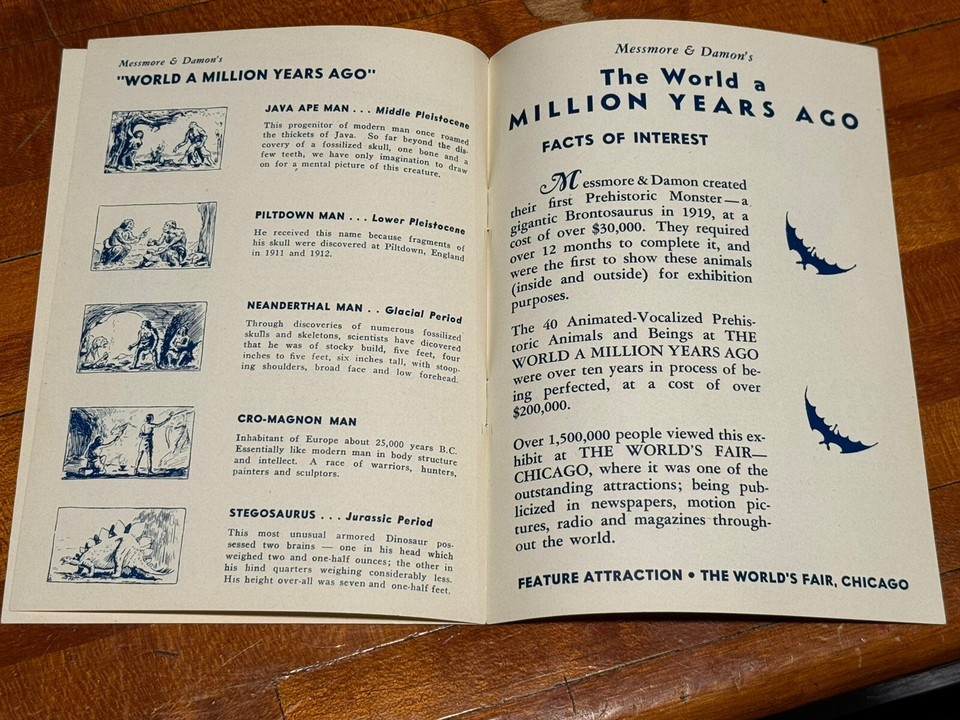 Messmore & Damon's
"WORLD A MILLION YEARS AGO"
JAVA APE MAN . . . Middle Pleistocene
This progenitor of modern man once roamed
the thickets of Java. So far beyond the dis-
covery of a fossilized skull, one bone and a
few teeth, we have only imagination to draw
on for a mental picture of this creature.
PILTDOWN MAN . . . Lower Pleistocene
He received this name because fragments of
his skull were discovered at Piltdown, England
in 1911 and 1912.
NEANDERTHAL MAN . . Glacial Period
Through discoveries of numerous fossilized
skulls and skeletons, scientists have dicovered
that he was of stocky build, five feet, four
inches to five feet, six inches tall, with stoop-
ing shoulders, broad face and low forehead.
CRO-MAGNON MAN
Inhabitant of Europe about 25,000 years B.C.
Essentially like modern man in body structure
and intellect. A race of warriors, hunters,
painters and sculptors.
STEGOSAURUS . . . Jurassic Period
This most unusual armored Dinosaur pos-
sessed two brains — one in his head which
weighed two and one-half ounces; the other in
his hind quarters weighing considerably less.
His height over-all was seven and one-half feet.
Messmore & Damon's
The World a
MILLION YEARS AGO
FACTS OF INTEREST
Messmore & Damon created
their first Prehistoric Monster — a
gigantic Brontosaurus in 1919, at a
cost of over $30,000. They required
over 12 months to complete it, and
were the first to show these animals
(inside and outside) for exhibition
purposes.
The 40 Animated-Vocalized Prehis-
toric Animals and Beings at THE
WORLD A MILLION YEARS AGO
were over ten years in process of be-
ing perfected, at a cost of over
$200,000.
Over 1,500,000 people viewed this ex-
hibit at THE WORLD'S FAIR—
CHICAGO, where it was one of the
outstanding attractions; being pub-
licized in newspapers, motion pic-
tures, radio and magazines through-
out the world.
FEATURE ATTRACTION • THE WORLD'S FAIR, CHICAGO